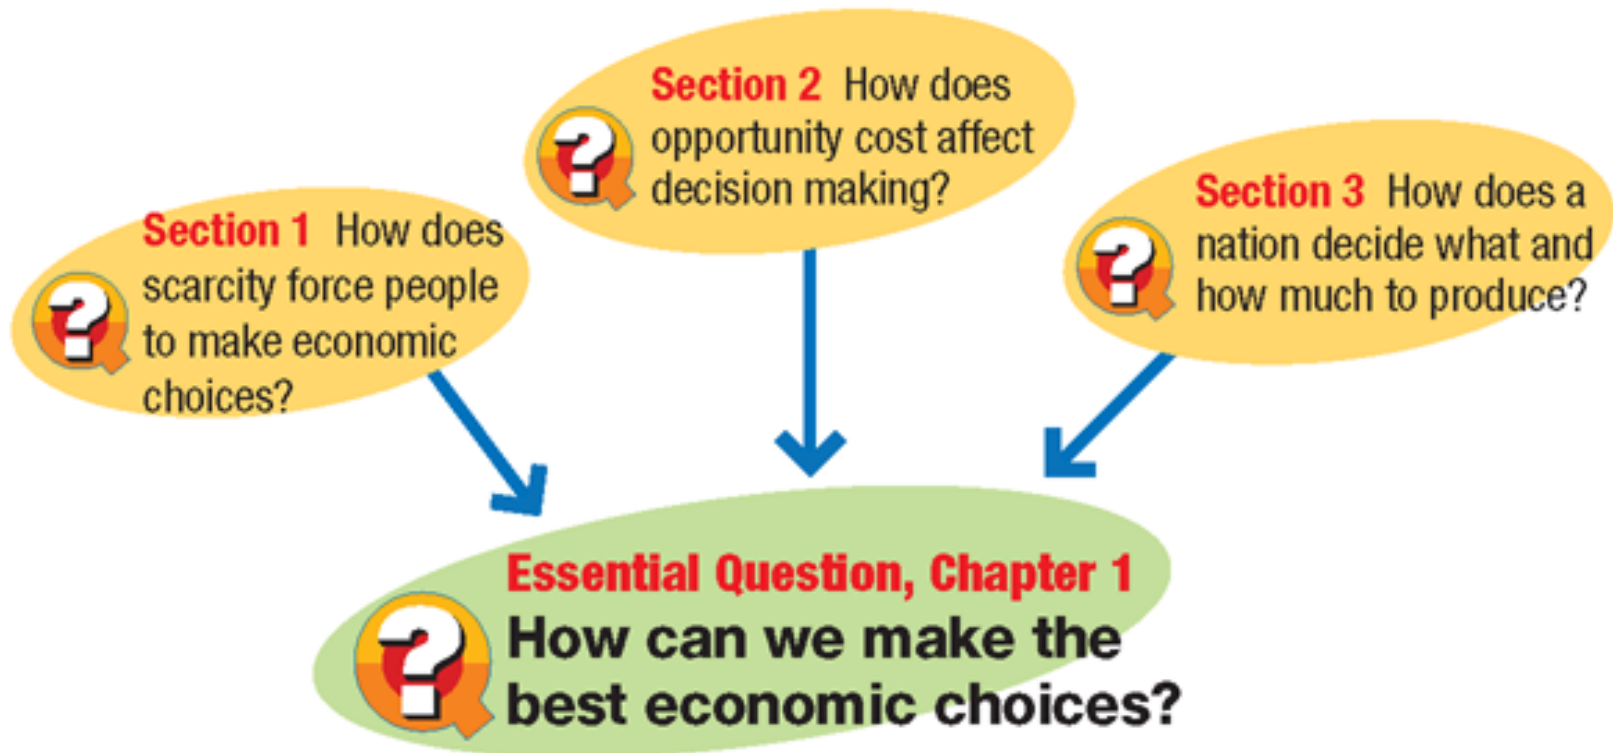 Section 1 How does
scarcity force people
to make economic
choices?
Section 2 How does
opportunity cost affect
decision making?
Section 3 How does a
nation decide what and
how much to produce?
Essential Question, Chapter 1
How can we make the
best economic choices?